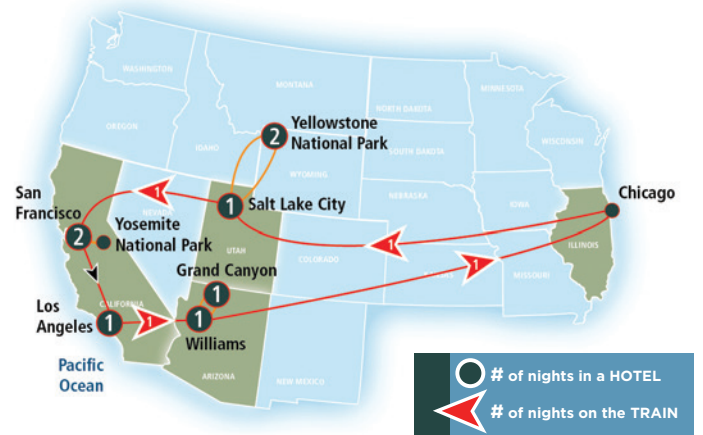 WASHINGTON
MONTANA
NORTH DAKOTA
MINNESOTA
OREGON
IDAHO
2
Yellowstone
National Park
WISCONSIN
SOUTH DAKOTA
WYOMING
San
Francisco
1
NEVADA
1
Salt Lake City
NEBRASKA
IOWA
Chicago
2
Yosemite
National Park
UTAH
COLORADO
1
ILLINOIS
Grand Canyon
1
KANSAS
1
MISSOURI
Los
Angeles
CALIFORNIA
1
1
1
Williams
Pacific
Ocean
ARIZONA
NEW MEXICO
# of nights in a HOTEL
# of nights on the TRAIN